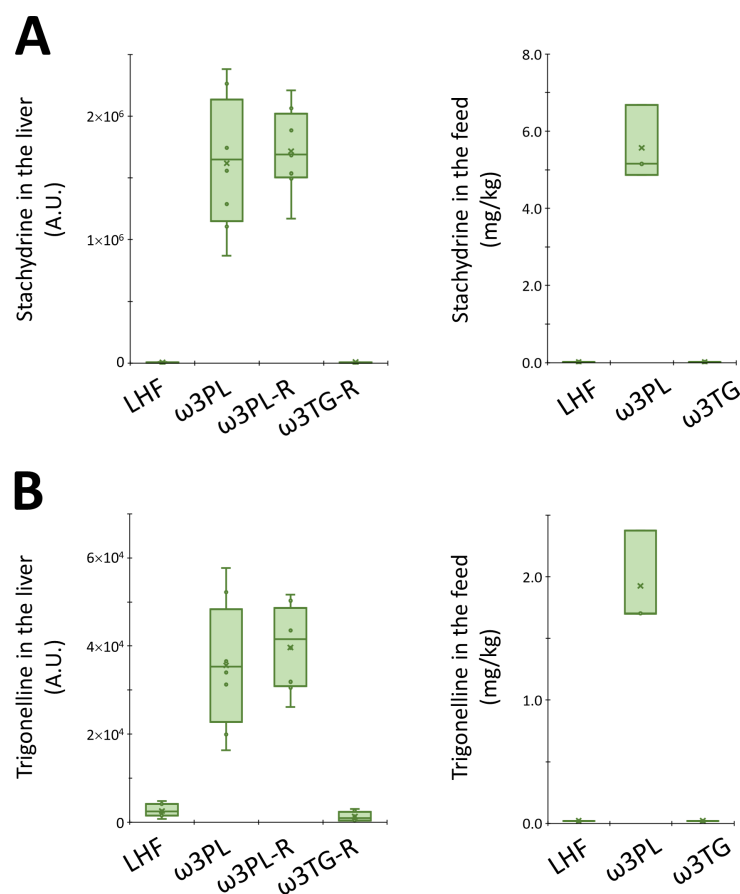 A
Stachydrine in the liver
(A.U.)
2×10⁶
1×10⁶
0
LHF
ω3PL
ω3PL-R
ω3TG-R
Stachydrine in the feed
(mg/kg)
8.0
6.0
4.0
2.0
0.0
LHF
ω3PL
ω3TG
B
Trigonelline in the liver
(A.U.)
6×10⁴
4×10⁴
2×10⁴
0
LHF
ω3PL
ω3PL-R
ω3TG-R
Trigonelline in the feed
(mg/kg)
2.0
1.0
0.0
LHF
ω3PL
ω3TG